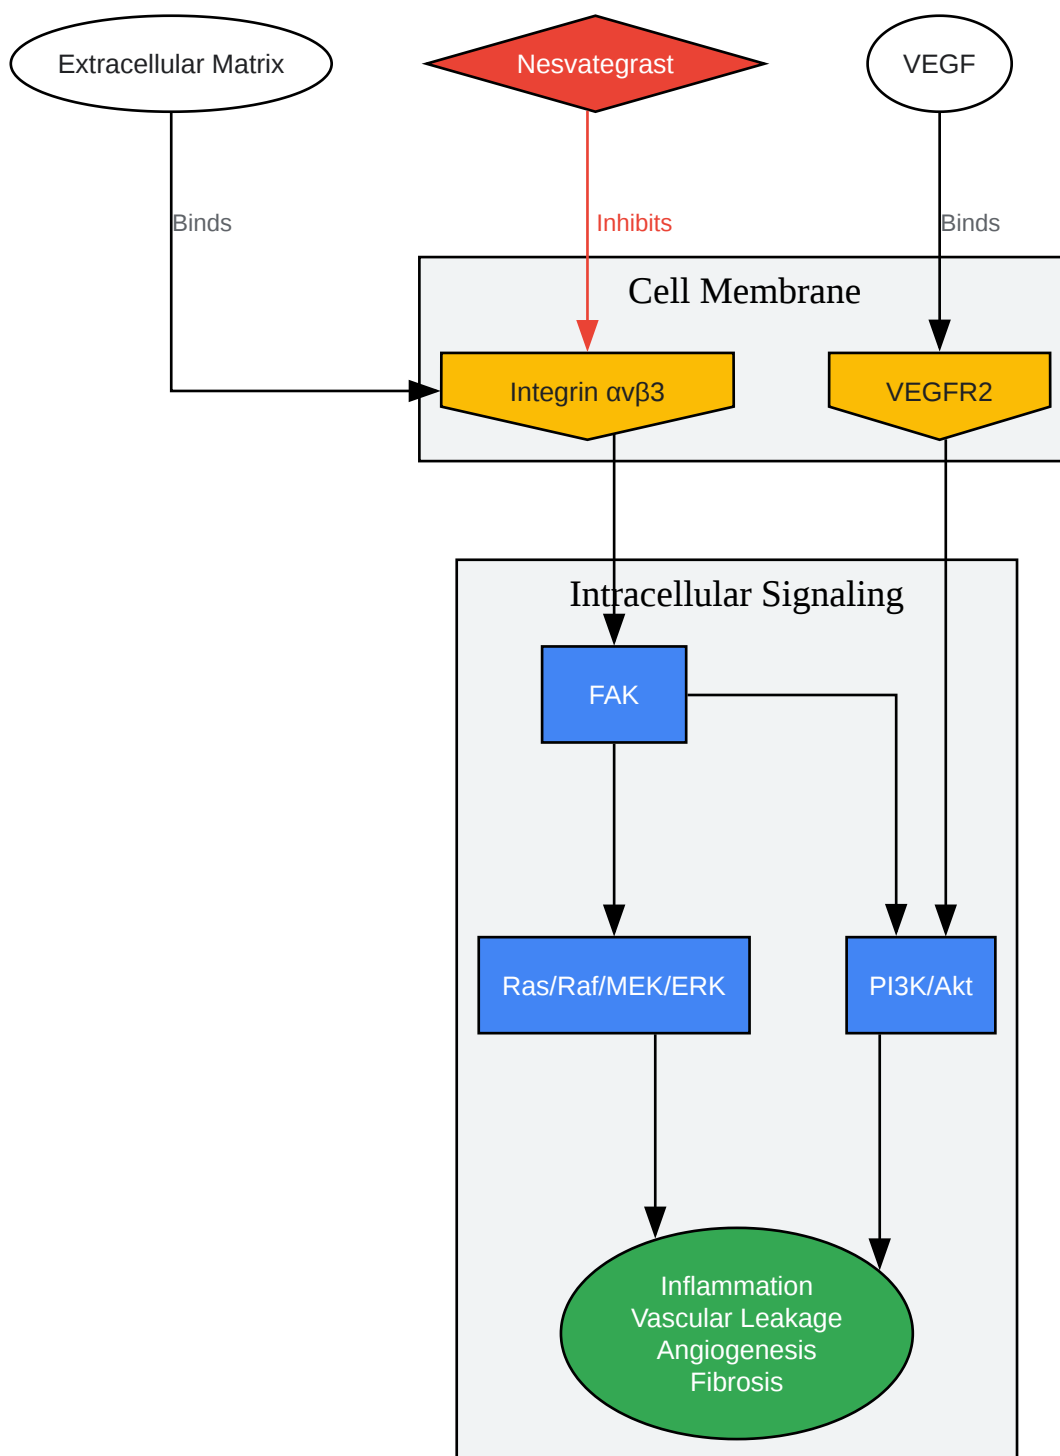 Extracellular Matrix
Nesvategrast
VEGF
Binds
Inhibits
Binds
Cell Membrane
Integrin αvβ3
VEGFR2
Intracellular Signaling
FAK
Ras/Raf/MEK/ERK
PI3K/Akt
Inflammation
Vascular Leakage
Angiogenesis
Fibrosis